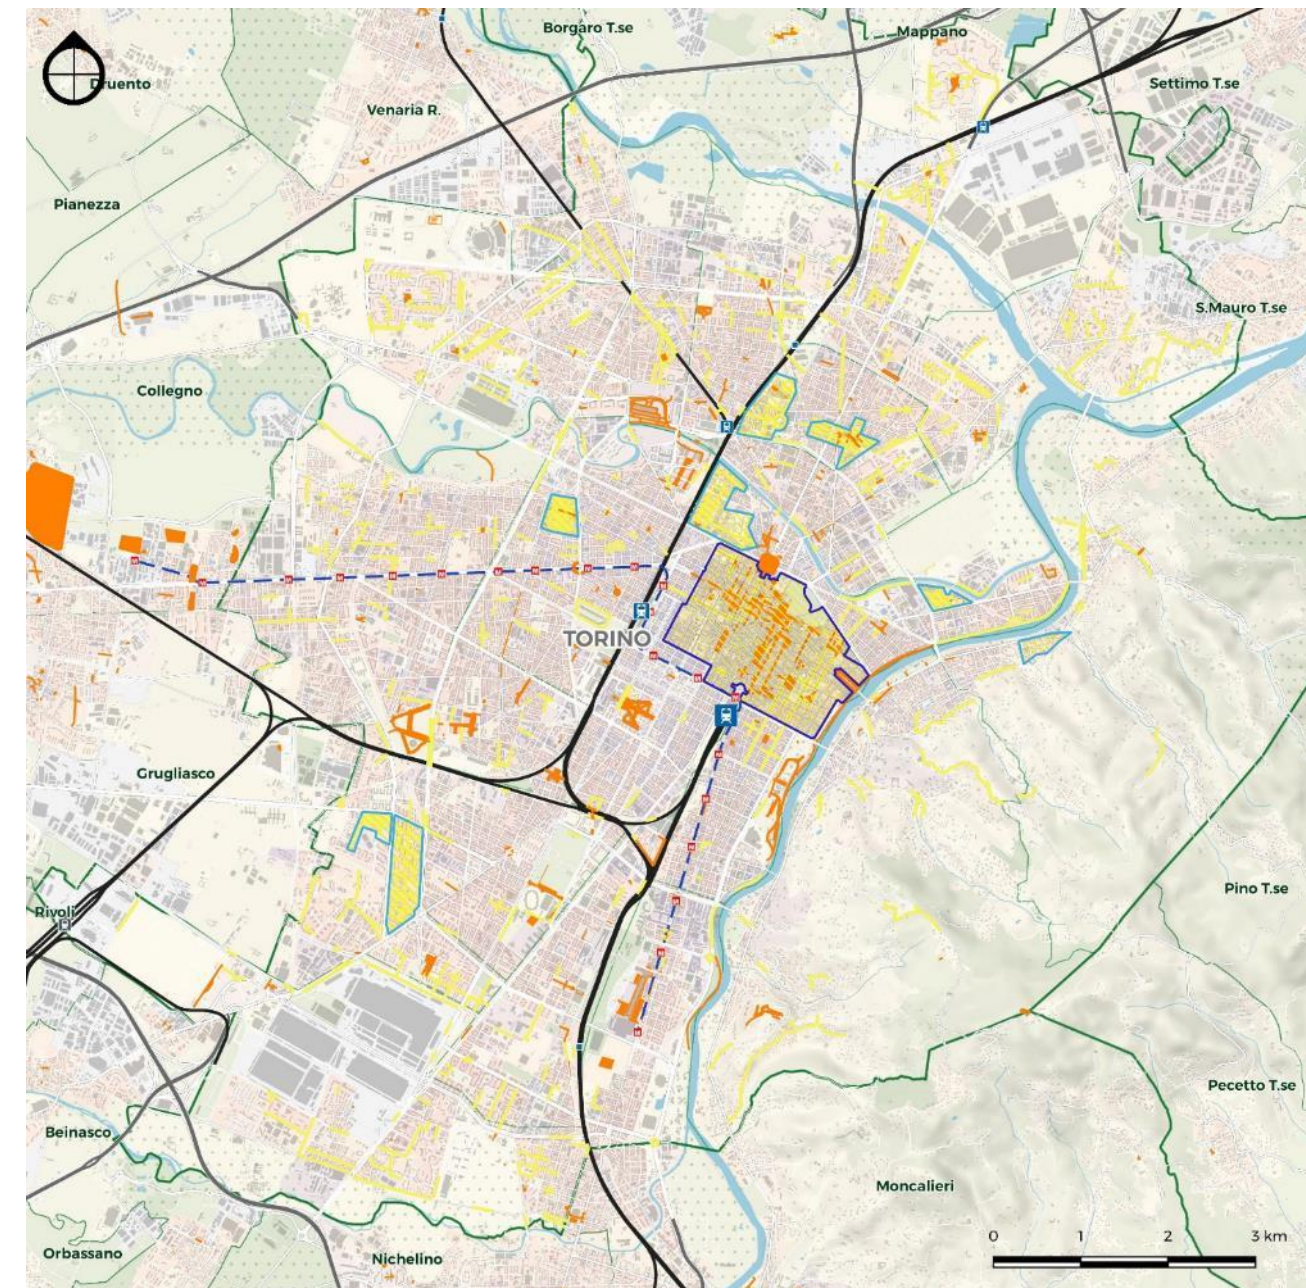 Borgaro T.se
Mappano
Druento
Settimo T.se
Venaria R.
Pianezza
S.Mauro T.se
Collegno
TORINO
Grugliasco
Pino T.se
Rivoli
Pecetto T.se
Beinasco
Moncalieri
Orbassano
Nichelino
0 1 2 3 km